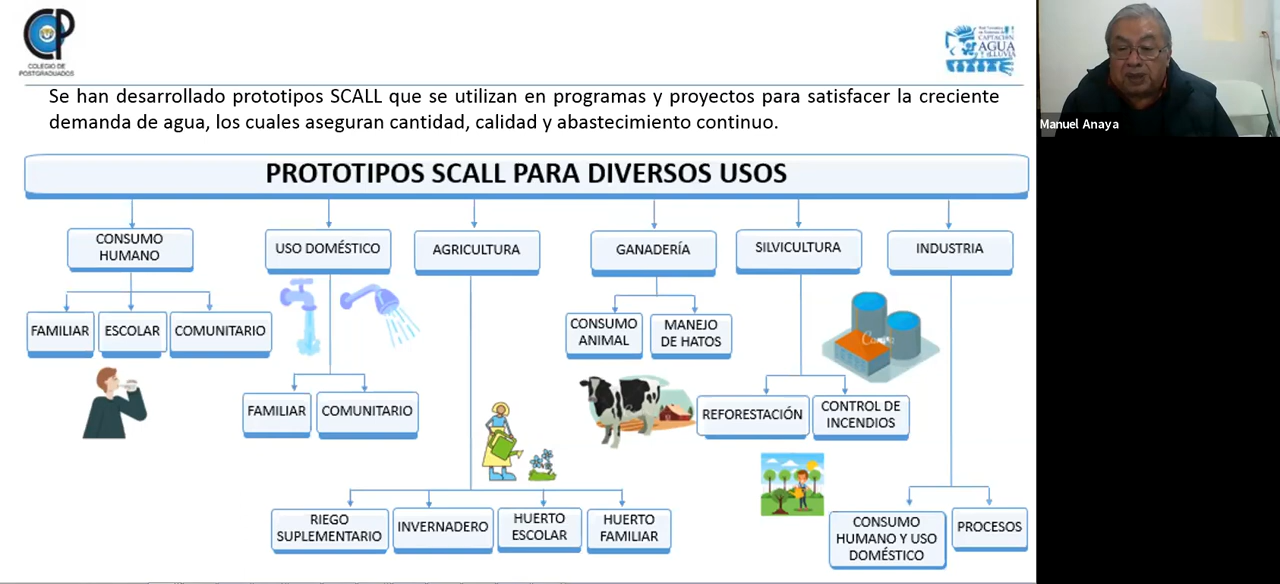 COLEGIO DE
POSTGRADUADOS
CAPTACIÓN
AGUA
Manuel Anaya
Se han desarrollado prototipos SCALL que se utilizan en programas y proyectos para satisfacer la creciente
demanda de agua, los cuales aseguran cantidad, calidad y abastecimiento continuo.
PROTOTIPOS SCALL PARA DIVERSOS USOS
CONSUMO
HUMANO
USO DOMÉSTICO
AGRICULTURA
GANADERÍA
SILVICULTURA
INDUSTRIA
FAMILIAR
ESCOLAR
COMUNITARIO
CONSUMO
ANIMAL
MANEJO
DE HATOS
FAMILIAR
COMUNITARIO
REFORESTACIÓN
CONTROL DE
INCENDIOS
RIEGO
SUPLEMENTARIO
INVERNADERO
HUERTO
ESCOLAR
HUERTO
FAMILIAR
CONSUMO
HUMANO Y USO
DOMÉSTICO
PROCESOS